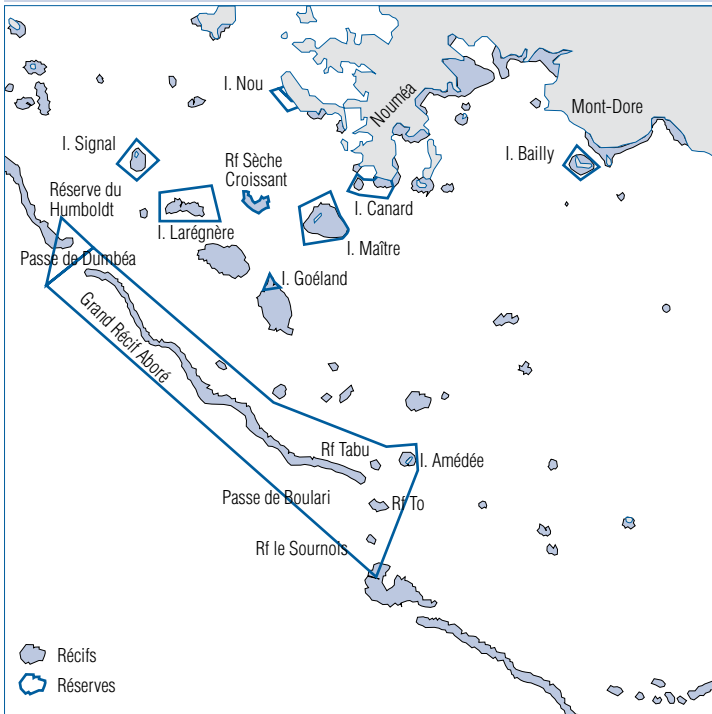 I. Nou
Nouméa
Mont-Dore
I. Signal
Rf Sèche
Croissant
I. Bailly
Réserve du
Humboldt
I. Canard
I. Larégnère
I. Maître
Passe de Dumbéa
I. Goéland
Grand Récif Aboré
Rf Tabu
I. Amédée
Passe de Boulari
Rf To
Rf le Sournois
Récifs
Réserves